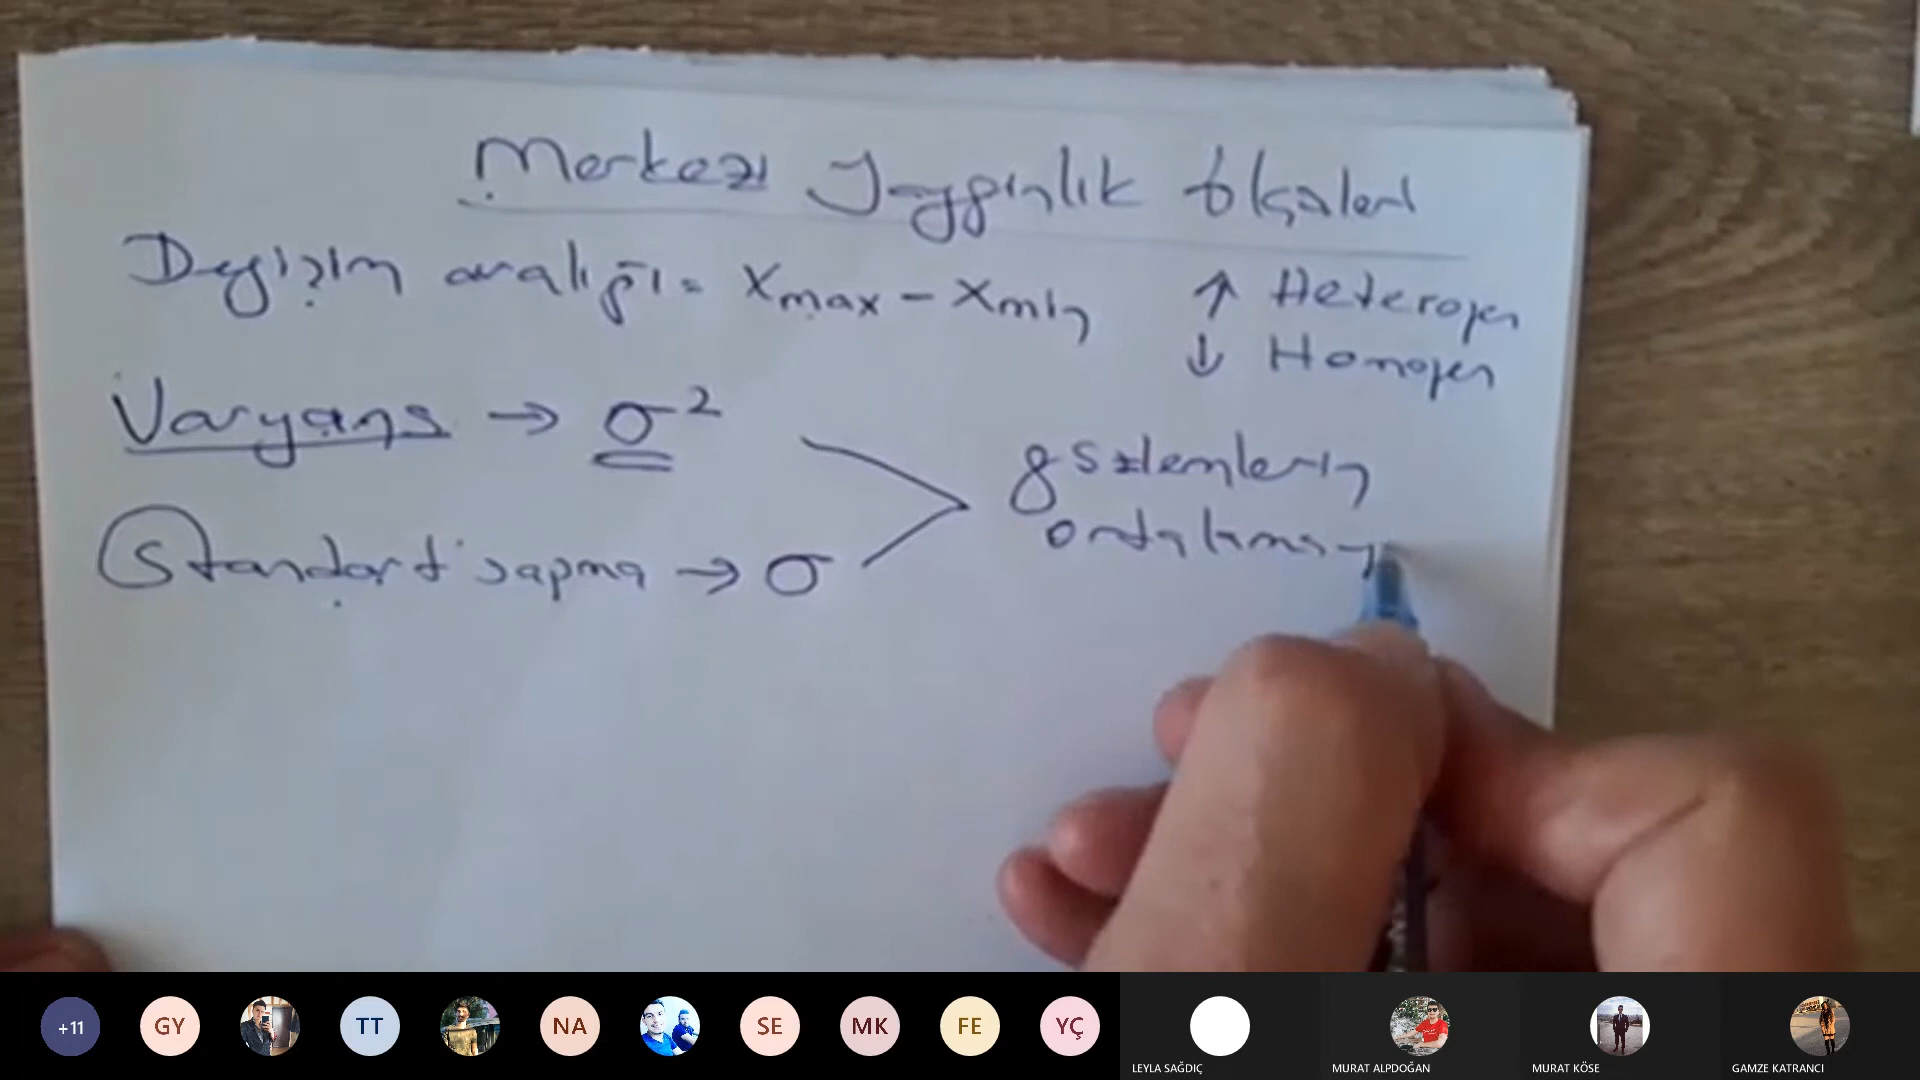 Merkezi Yaygınlık Ölçüleri
Değişim aralığı = Xmax - Xmin
↑ Heterojen
↓ Homojen
Varyans → σ²
Standart sapma → σ
gözlemlerin
ortalamay
+11
GY
TT
NA
SE
MK
FE
YÇ
LEYLA SAĞDIÇ
MURAT ALPDOĞAN
MURAT KÖSE
GAMZE KATRANCI